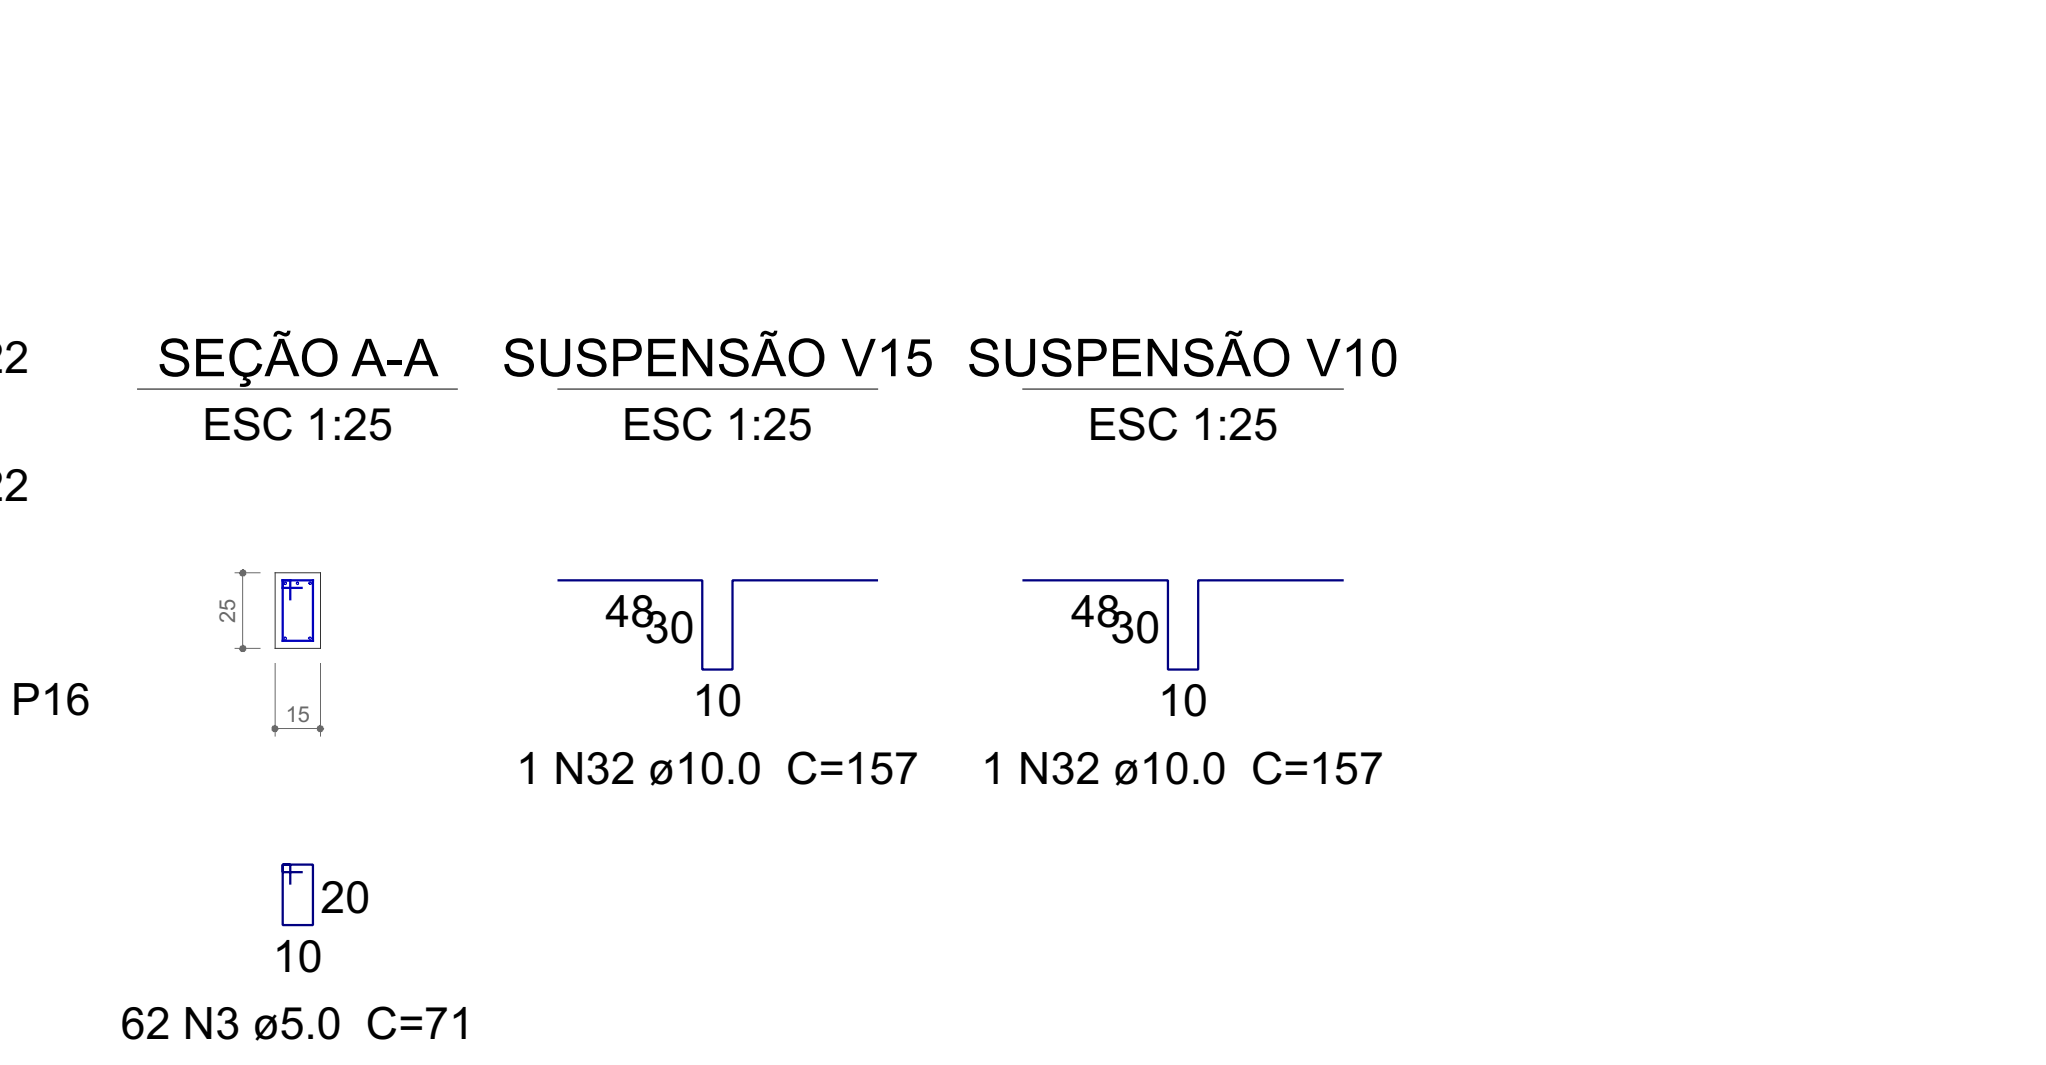 SEÇÃO A-A
ESC 1:25
25
15
20
10
62 N3 ø5.0 C=71
SUSPENSÃO V15
ESC 1:25
48
30
10
1 N32 ø10.0 C=157
SUSPENSÃO V10
ESC 1:25
48
30
10
1 N32 ø10.0 C=157
22
22
P16